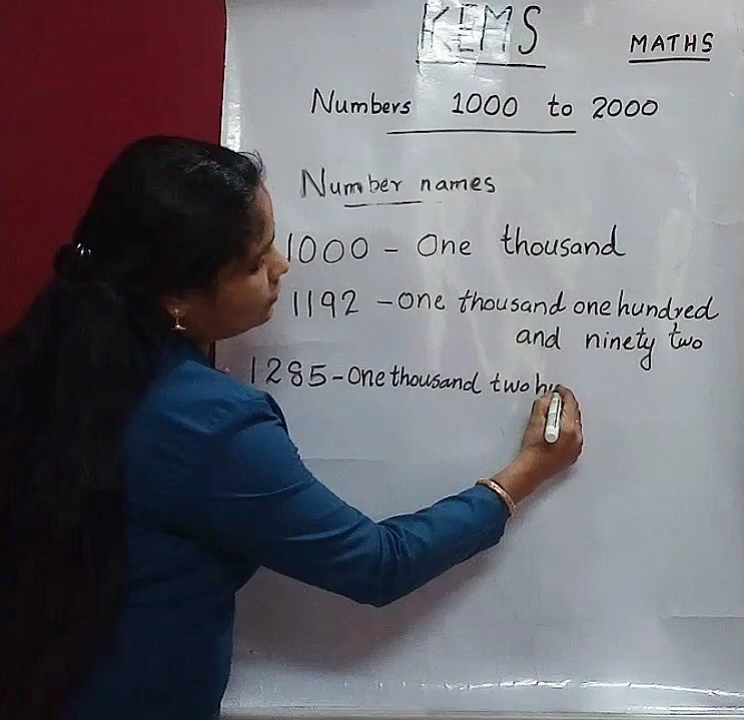 KEMS
MATHS
Numbers 1000 to 2000
Number names
1000 - One thousand
1192 - one thousand one hundred
and ninety two
1285 - One thousand two